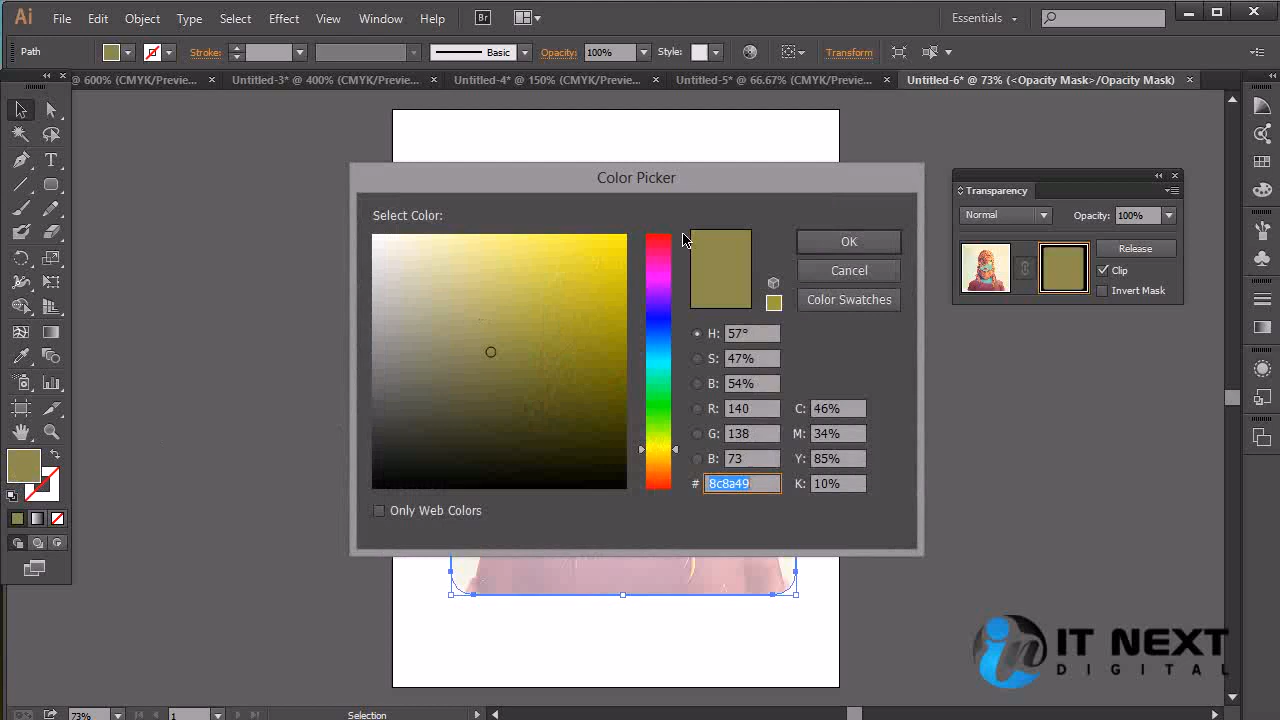 Ai File Edit Object Type Select Effect View Window Help Br Essentials
Path Stroke: Basic Opacity: 100% Style: Transform
@ 600% (CMYK/Previe... Untitled-3* @ 400% (CMYK/Previe... Untitled-4* @ 150% (CMYK/Previe... Untitled-5* @ 66.67% (CMYK/Previe... Untitled-6* @ 73% (<Opacity Mask>/Opacity Mask)
Color Picker
Select Color:
OK
Cancel
Color Swatches
H: 57°
S: 47%
B: 54%
R: 140 C: 46%
G: 138 M: 34%
B: 73 Y: 85%
# 8c8a49 K: 10%
Only Web Colors
Transparency
Normal Opacity: 100%
Release
Clip
Invert Mask
T
IT NEXT
DIGITAL
73% 1 Selection